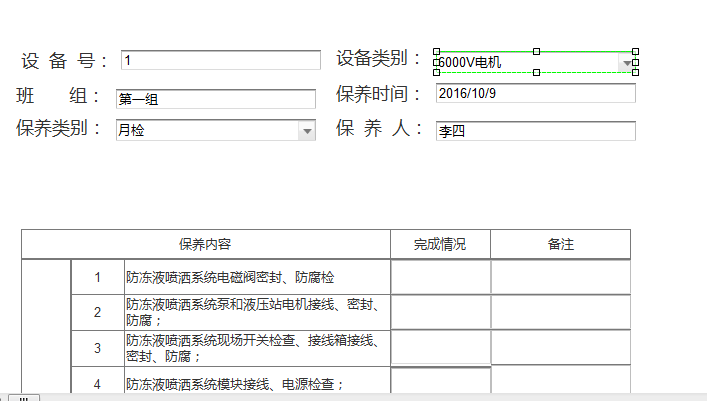 设 备 号： 1 设备类别： 6000V电机
班 组： 第一组 保养时间： 2016/10/9
保养类别： 月检 保 养 人： 李四
保养内容 完成情况 备注
1 防冻液喷洒系统电磁阀密封、防腐检
2 防冻液喷洒系统泵和液压站电机接线、密封、
防腐；
3 防冻液喷洒系统现场开关检查、接线箱接线、
密封、防腐；
4 防冻液喷洒系统模块接线、电源检查；